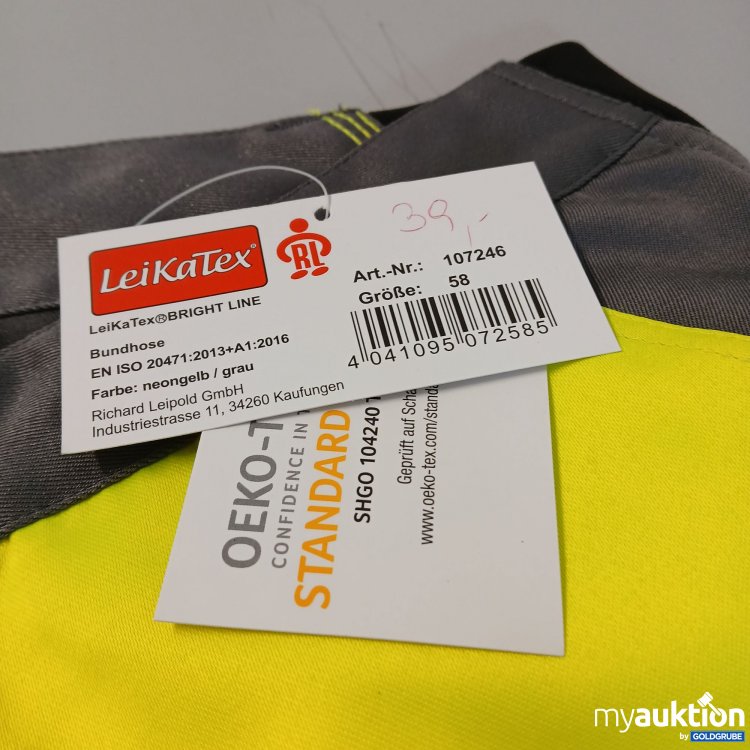 39,-
LeiKaTex®
RL
LeiKaTex®BRIGHT LINE
Bundhose
EN ISO 20471:2013+A1:2016
Farbe: neongelb / grau
Richard Leipold GmbH
Industriestrasse 11, 34260 Kaufungen
Art.-Nr.: 107246
Größe: 58
4 041095 072585
OEKO-T
CONFIDENCE IN T
STANDARD
SHGO 104240 T
Geprüft auf Scha
www.oeko-tex.com/standa
myauktion
by GOLDGRUBE